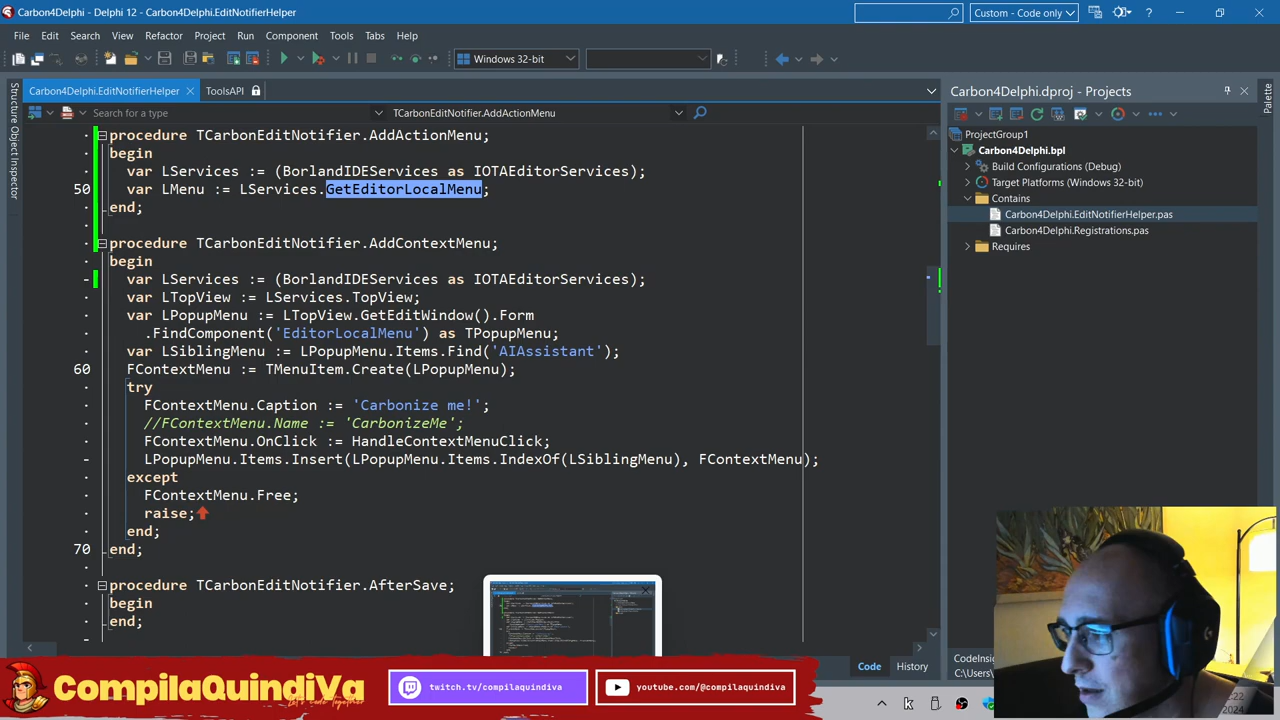 Carbon4Delphi - Delphi 12 - Carbon4Delphi.EditNotifierHelper
Custom - Code only
File Edit Search View Refactor Project Run Component Tools Tabs Help
Windows 32-bit
Carbon4Delphi.EditNotifierHelper
ToolsAPI
Search for a type
TCarbonEditNotifier.AddActionMenu
Structure Object Inspector
procedure TCarbonEditNotifier.AddActionMenu;
begin
var LServices := (BorlandIDEServices as IOTAEditorServices);
50 var LMenu := LServices.GetEditorLocalMenu;
end;
procedure TCarbonEditNotifier.AddContextMenu;
begin
var LServices := (BorlandIDEServices as IOTAEditorServices);
var LTopView := LServices.TopView;
var LPopupMenu := LTopView.GetEditWindow().Form
.FindComponent('EditorLocalMenu') as TPopupMenu;
var LSiblingMenu := LPopupMenu.Items.Find('AIAssistant');
60 FContextMenu := TMenuItem.Create(LPopupMenu);
try
FContextMenu.Caption := 'Carbonize me!';
//FContextMenu.Name := 'CarbonizeMe';
FContextMenu.OnClick := HandleContextMenuClick;
LPopupMenu.Items.Insert(LPopupMenu.Items.IndexOf(LSiblingMenu), FContextMenu);
except
FContextMenu.Free;
raise;
end;
70 end;
procedure TCarbonEditNotifier.AfterSave;
begin
end;
Code History
Carbon4Delphi.dproj - Projects
ProjectGroup1
Carbon4Delphi.bpl
Build Configurations (Debug)
Target Platforms (Windows 32-bit)
Contains
Carbon4Delphi.EditNotifierHelper.pas
Carbon4Delphi.Registrations.pas
Requires
Palette
CompilaQuindiVa
Let's Code Together
twitch.tv/compilaquindiva
youtube.com/@compilaquindiva